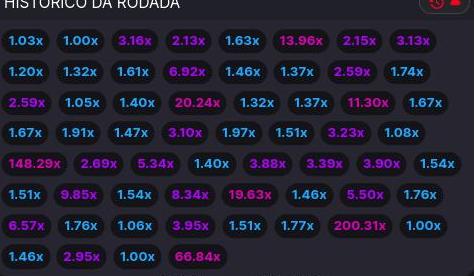 HISTÓRICO DA RODADA
1.03x 1.00x 3.16x 2.13x 1.63x 13.96x 2.15x 3.13x
1.20x 1.32x 1.61x 6.92x 1.46x 1.37x 2.59x 1.74x
2.59x 1.05x 1.40x 20.24x 1.32x 1.37x 11.30x 1.67x
1.67x 1.91x 1.47x 3.10x 1.97x 1.51x 3.23x 1.08x
148.29x 2.69x 5.34x 1.40x 3.88x 3.39x 3.90x 1.54x
1.51x 9.85x 1.54x 8.34x 19.63x 1.46x 5.50x 1.76x
6.57x 1.76x 1.06x 3.95x 1.51x 1.77x 200.31x 1.00x
1.46x 2.95x 1.00x 66.84x